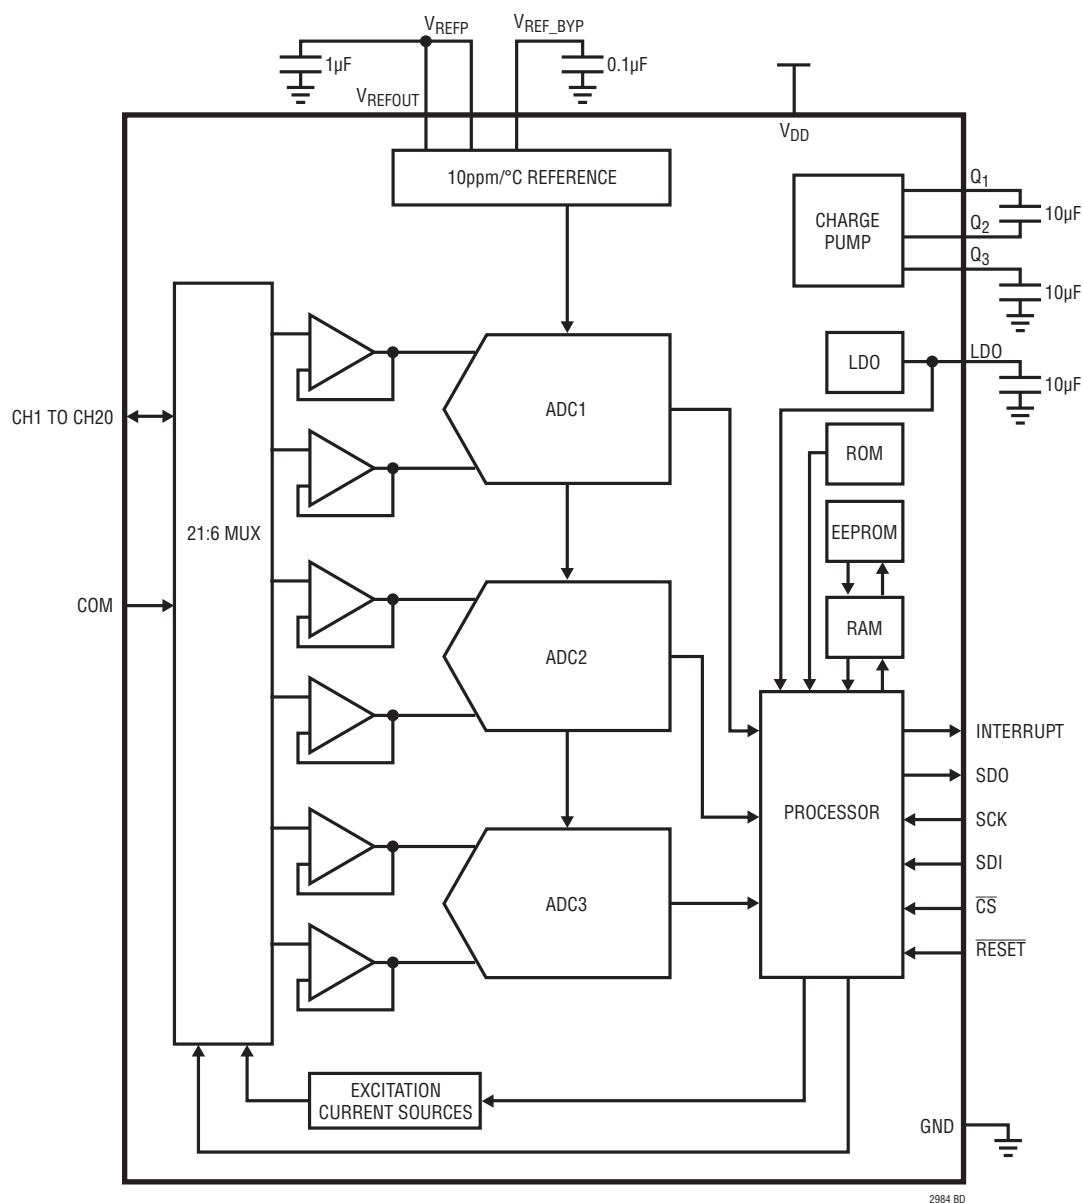 VREFP
VREF_BYP
1µF
0.1µF
VREFOUT
VDD
10ppm/°C REFERENCE
Q1
CHARGE
PUMP
10µF
Q2
Q3
10µF
LDO
LDO
10µF
ADC1
CH1 TO CH20
ROM
21:6 MUX
EEPROM
COM
RAM
ADC2
INTERRUPT
SDO
PROCESSOR
SCK
SDI
ADC3
C̅S̅
R̅E̅S̅E̅T̅
EXCITATION
CURRENT SOURCES
GND
2984 BD